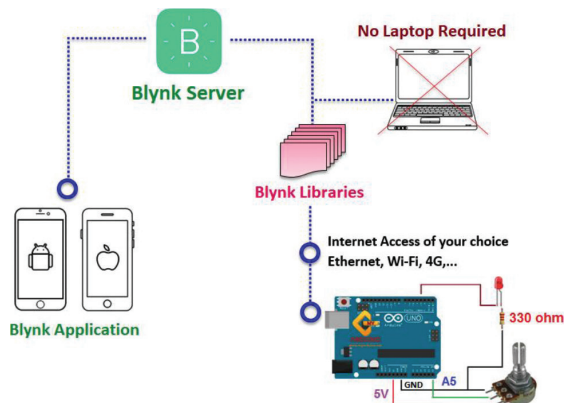 No Laptop Required
B
Blynk Server
Blynk Libraries
Internet Access of your choice
Ethernet, Wi-Fi, 4G,...
Blynk Application
UNO
330 ohm
5V
GND
A5